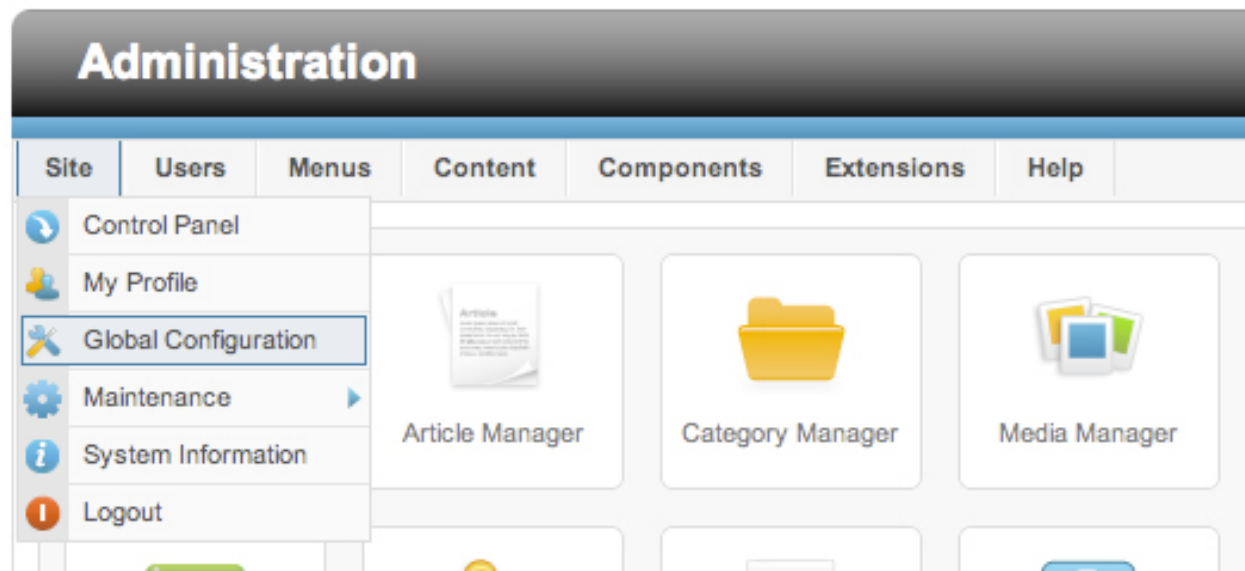 Administration
Site Users Menus Content Components Extensions Help
Control Panel
My Profile
Global Configuration
Maintenance
System Information
Logout
Article
Article Manager
Category Manager
Media Manager